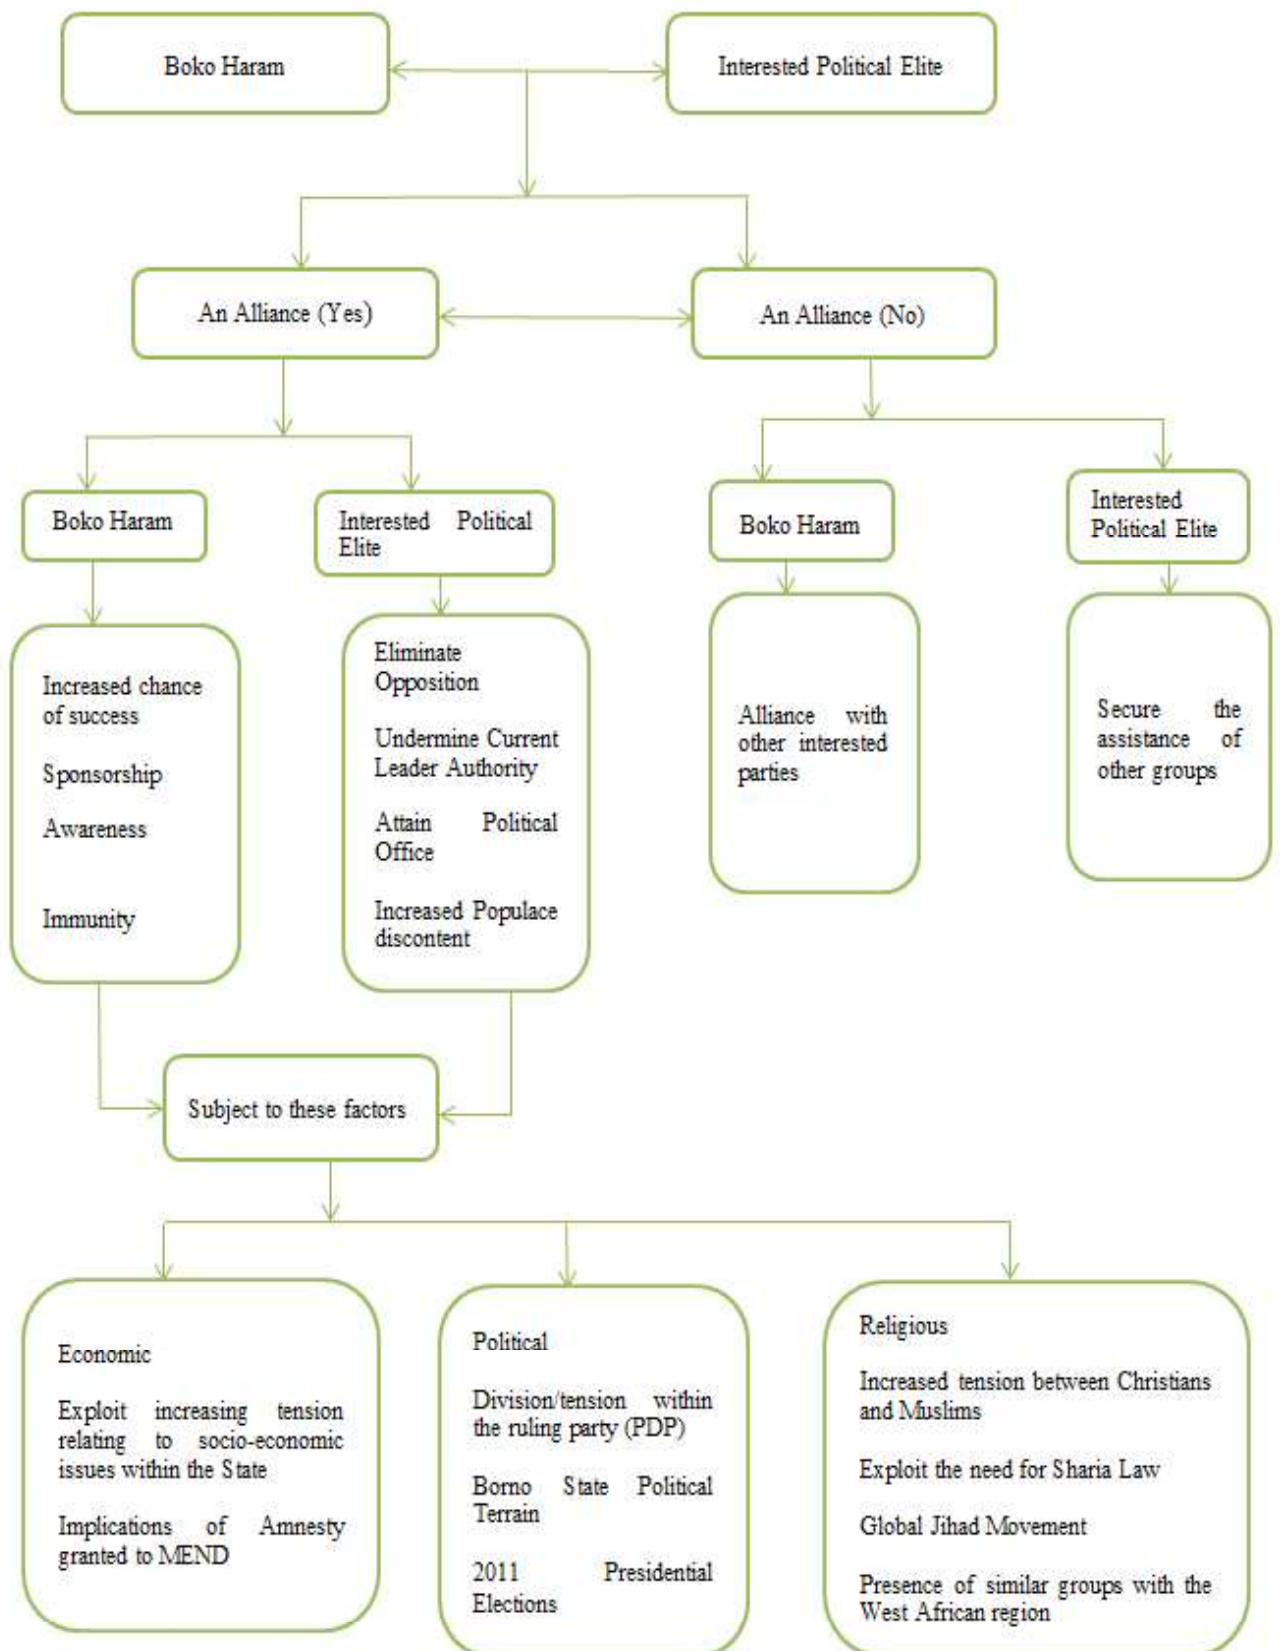 Boko Haram
Interested Political Elite
An Alliance (Yes)
An Alliance (No)
Boko Haram
Interested Political
Elite
Boko Haram
Interested
Political Elite
Increased chance
of success
Sponsorship
Awareness
Immunity
Eliminate
Opposition
Undermine Current
Leader Authority
Attain Political
Office
Increased Populace
discontent
Alliance with
other interested
parties
Secure the
assistance of
other groups
Subject to these factors
Economic
Exploit increasing tension
relating to socio-economic
issues within the State
Implications of Amnesty
granted to MEND
Political
Division/tension within
the ruling party (PDP)
Borno State Political
Terrain
2011 Presidential
Elections
Religious
Increased tension between Christians
and Muslims
Exploit the need for Sharia Law
Global Jihad Movement
Presence of similar groups with the
West African region